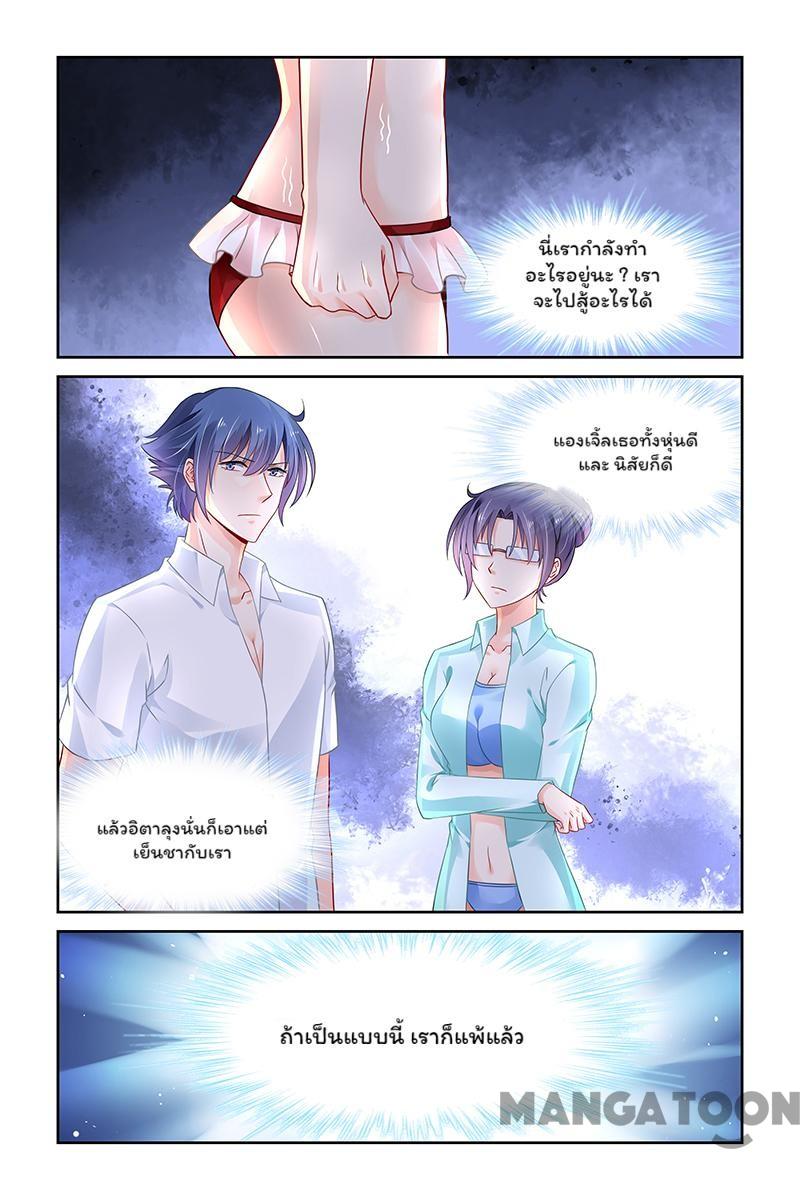 นี่เรากำลังทำ
อะไรอยู่นะ ? เรา
จะไปสู้อะไรได้
แองเจิ้ลเธอทั้งหุ่นดี
และ นิสัยก็ดี
แล้วอิตาลุงนั่นก็เอาแต่
เย็นชากับเรา
ถ้าเป็นแบบนี้ เราก็แพ้แล้ว
MANGATOON